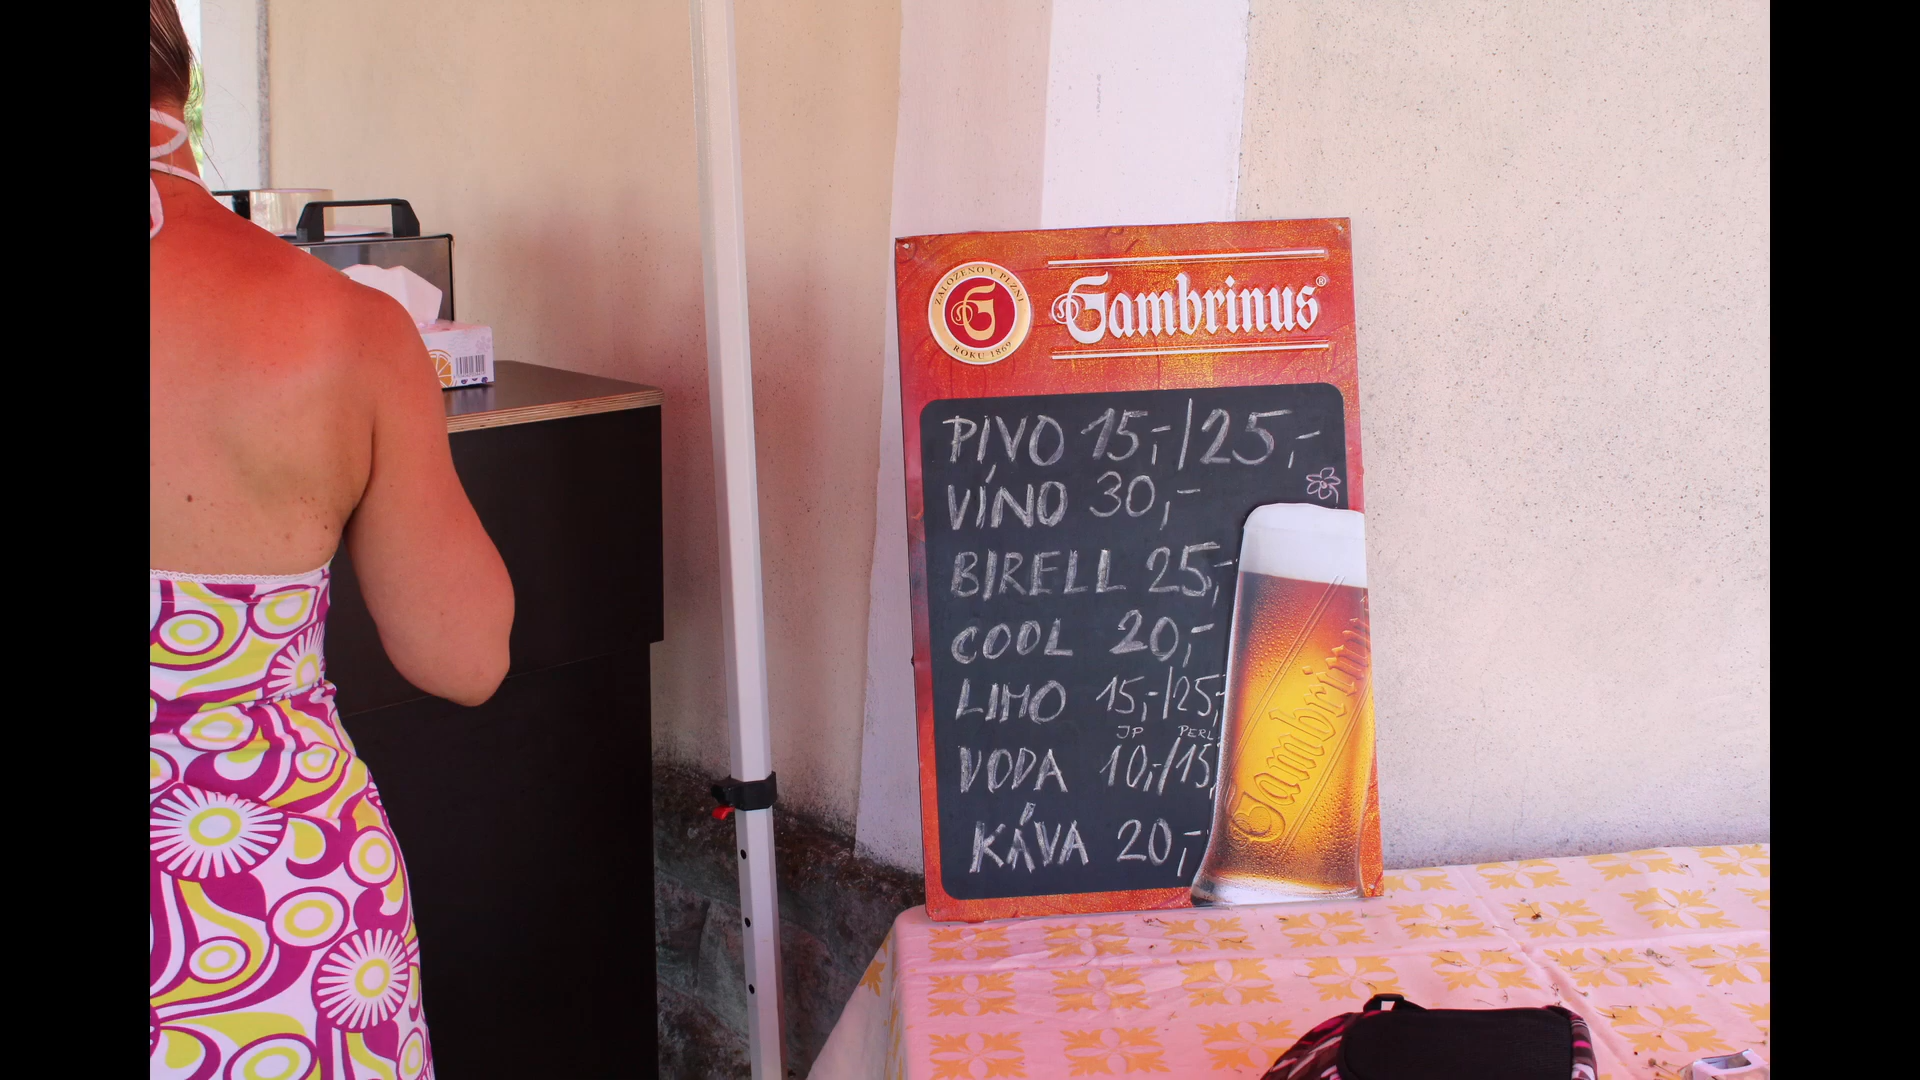 ZALOŽENO V PLZNI
ROKU 1869
Gambrinus®
PIVO 15,-/25,-
VÍNO 30,-
BIRELL 25,-
COOL 20,-
LIMO 15,-/25,-
JP PERL.
VODA 10,-/15,
KÁVA 20,-
Gambrinus